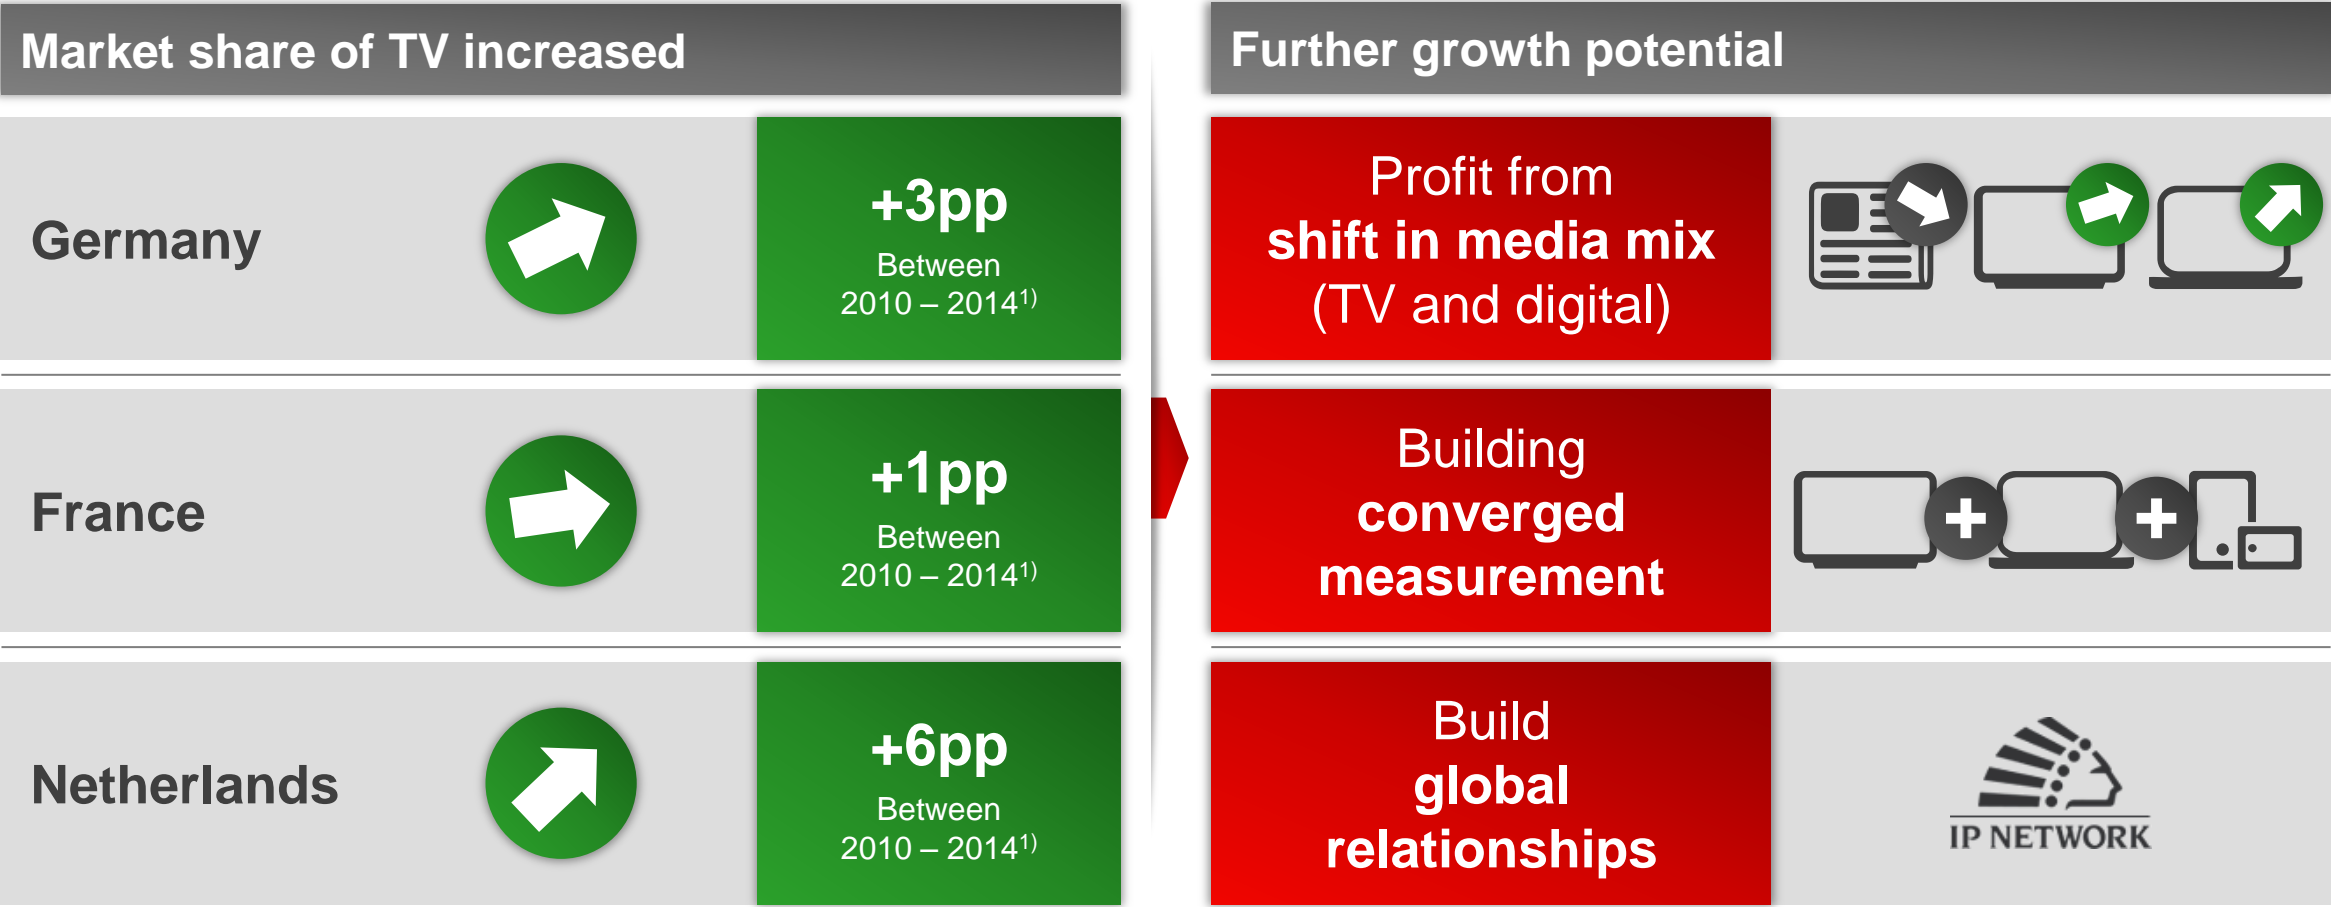 Market share of TV increased
Germany
+3pp
Between
2010 – 2014¹⁾
France
+1pp
Between
2010 – 2014¹⁾
Netherlands
+6pp
Between
2010 – 2014¹⁾
Further growth potential
Profit from
shift in media mix
(TV and digital)
Building
converged
measurement
Build
global
relationships
IP NETWORK